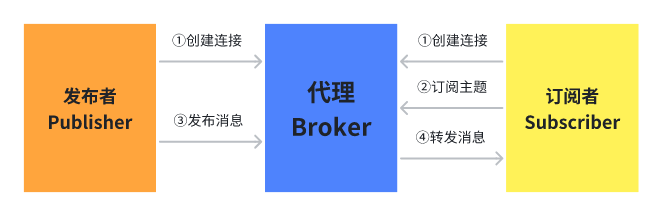 发布者
Publisher
①创建连接
③发布消息
代理
Broker
①创建连接
②订阅主题
④转发消息
订阅者
Subscriber